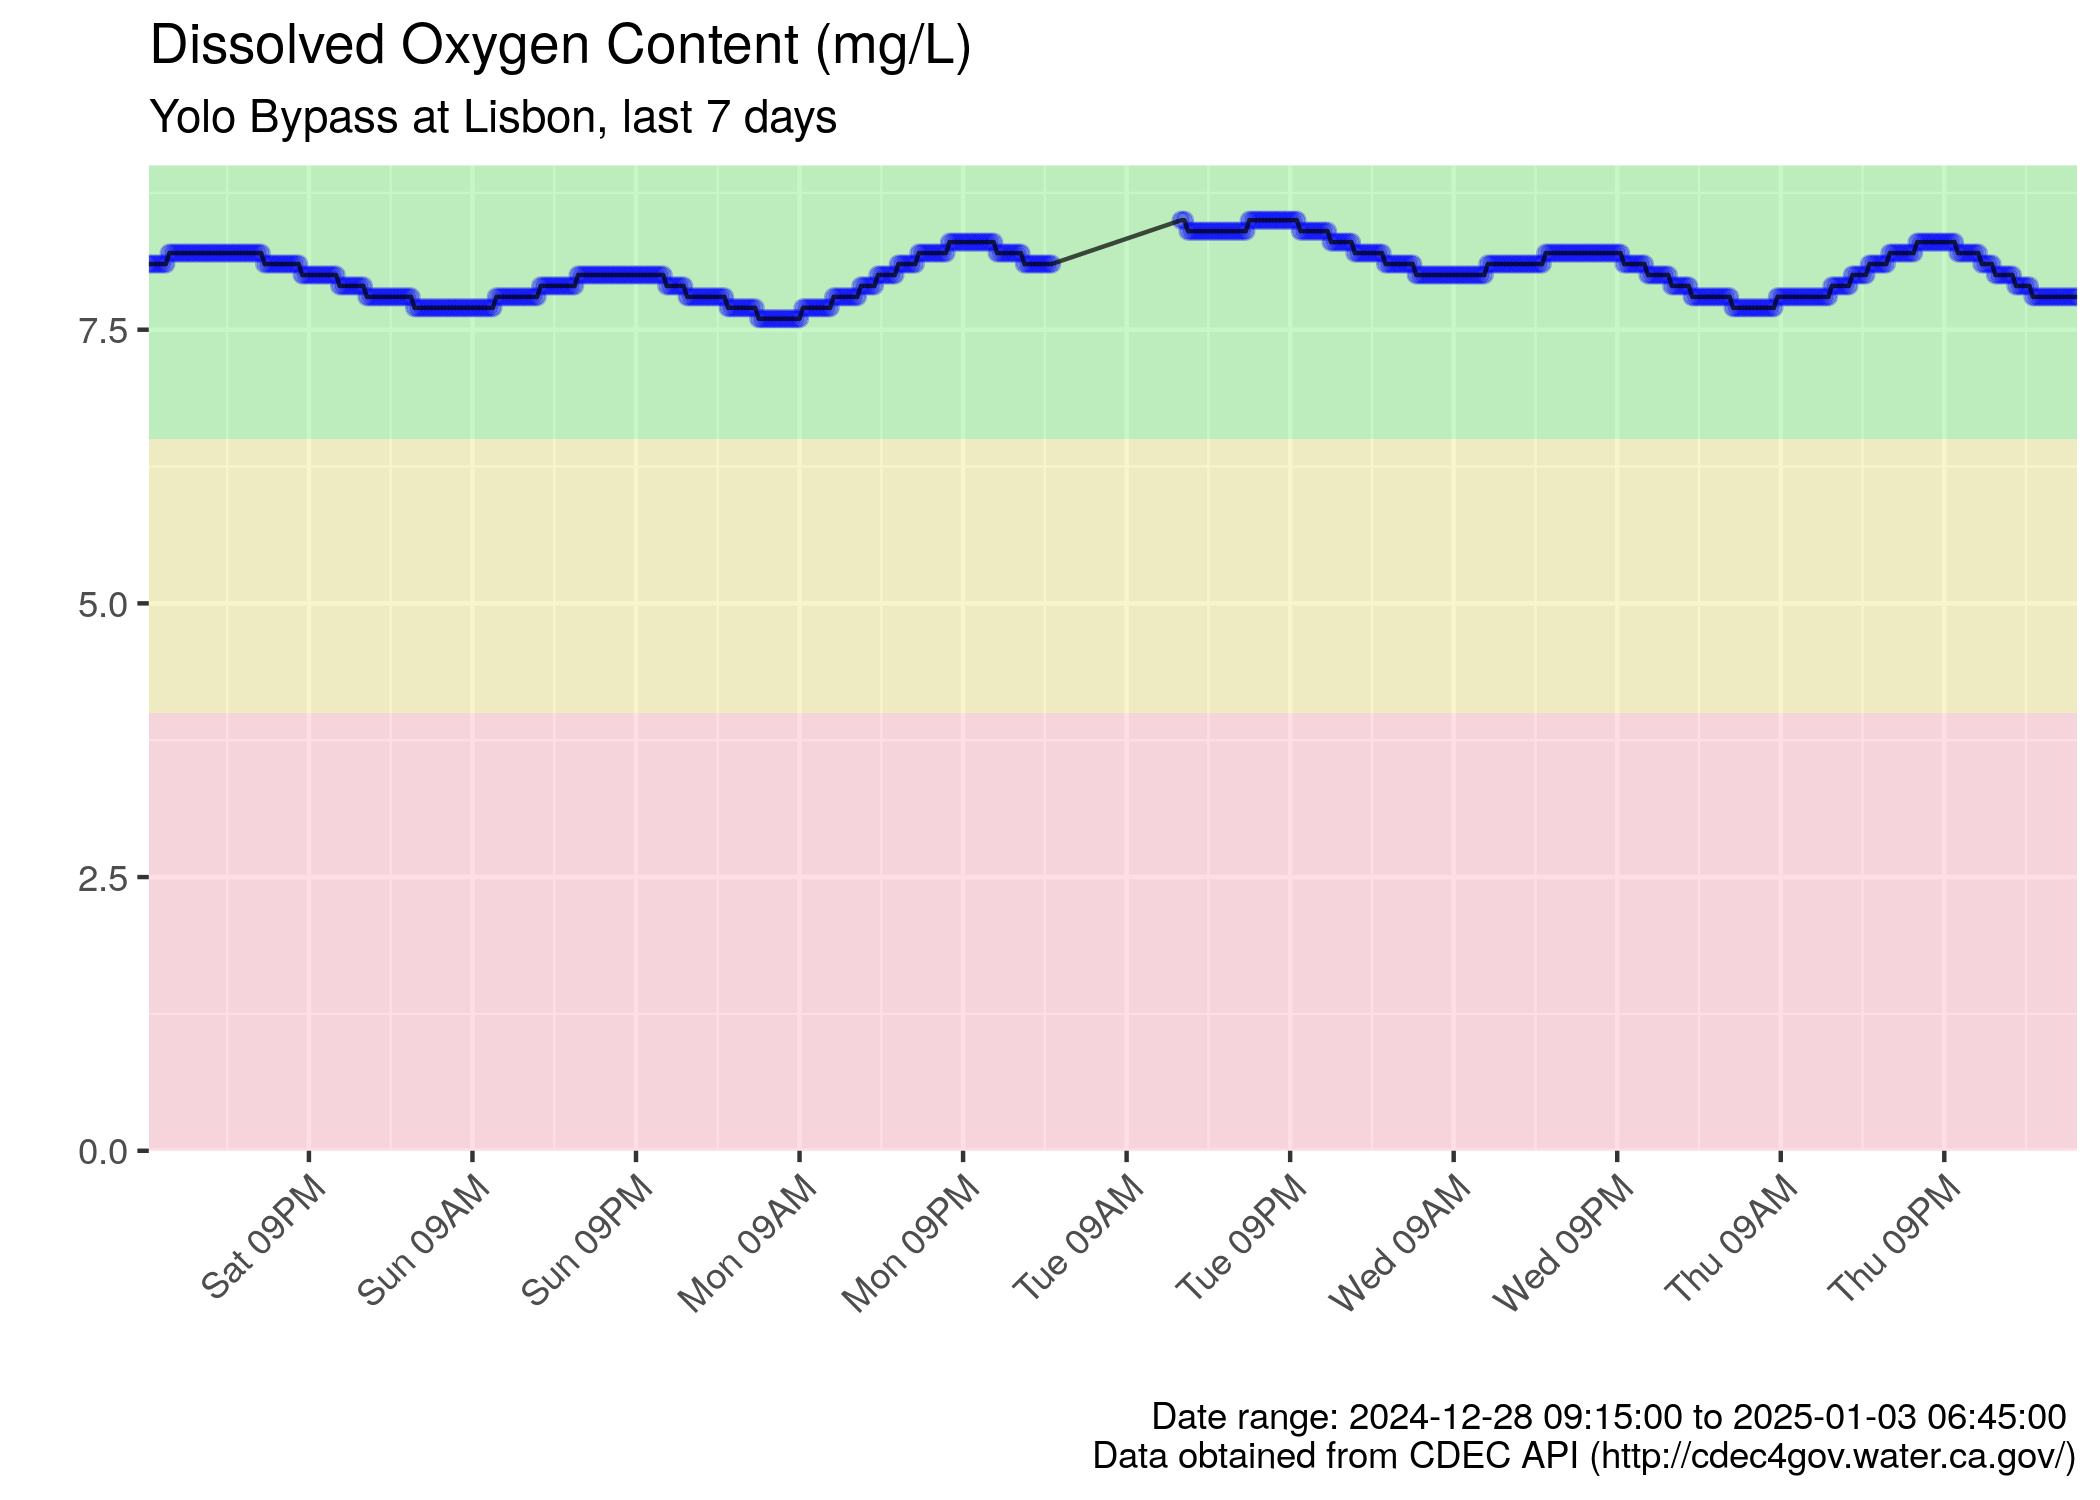 Dissolved Oxygen Content (mg/L)
Yolo Bypass at Lisbon, last 7 days
7.5
5.0
2.5
0.0
Sat 09PM
Sun 09AM
Sun 09PM
Mon 09AM
Mon 09PM
Tue 09AM
Tue 09PM
Wed 09AM
Wed 09PM
Thu 09AM
Thu 09PM
Date range: 2024-12-28 09:15:00 to 2025-01-03 06:45:00
Data obtained from CDEC API (http://cdec4gov.water.ca.gov/)